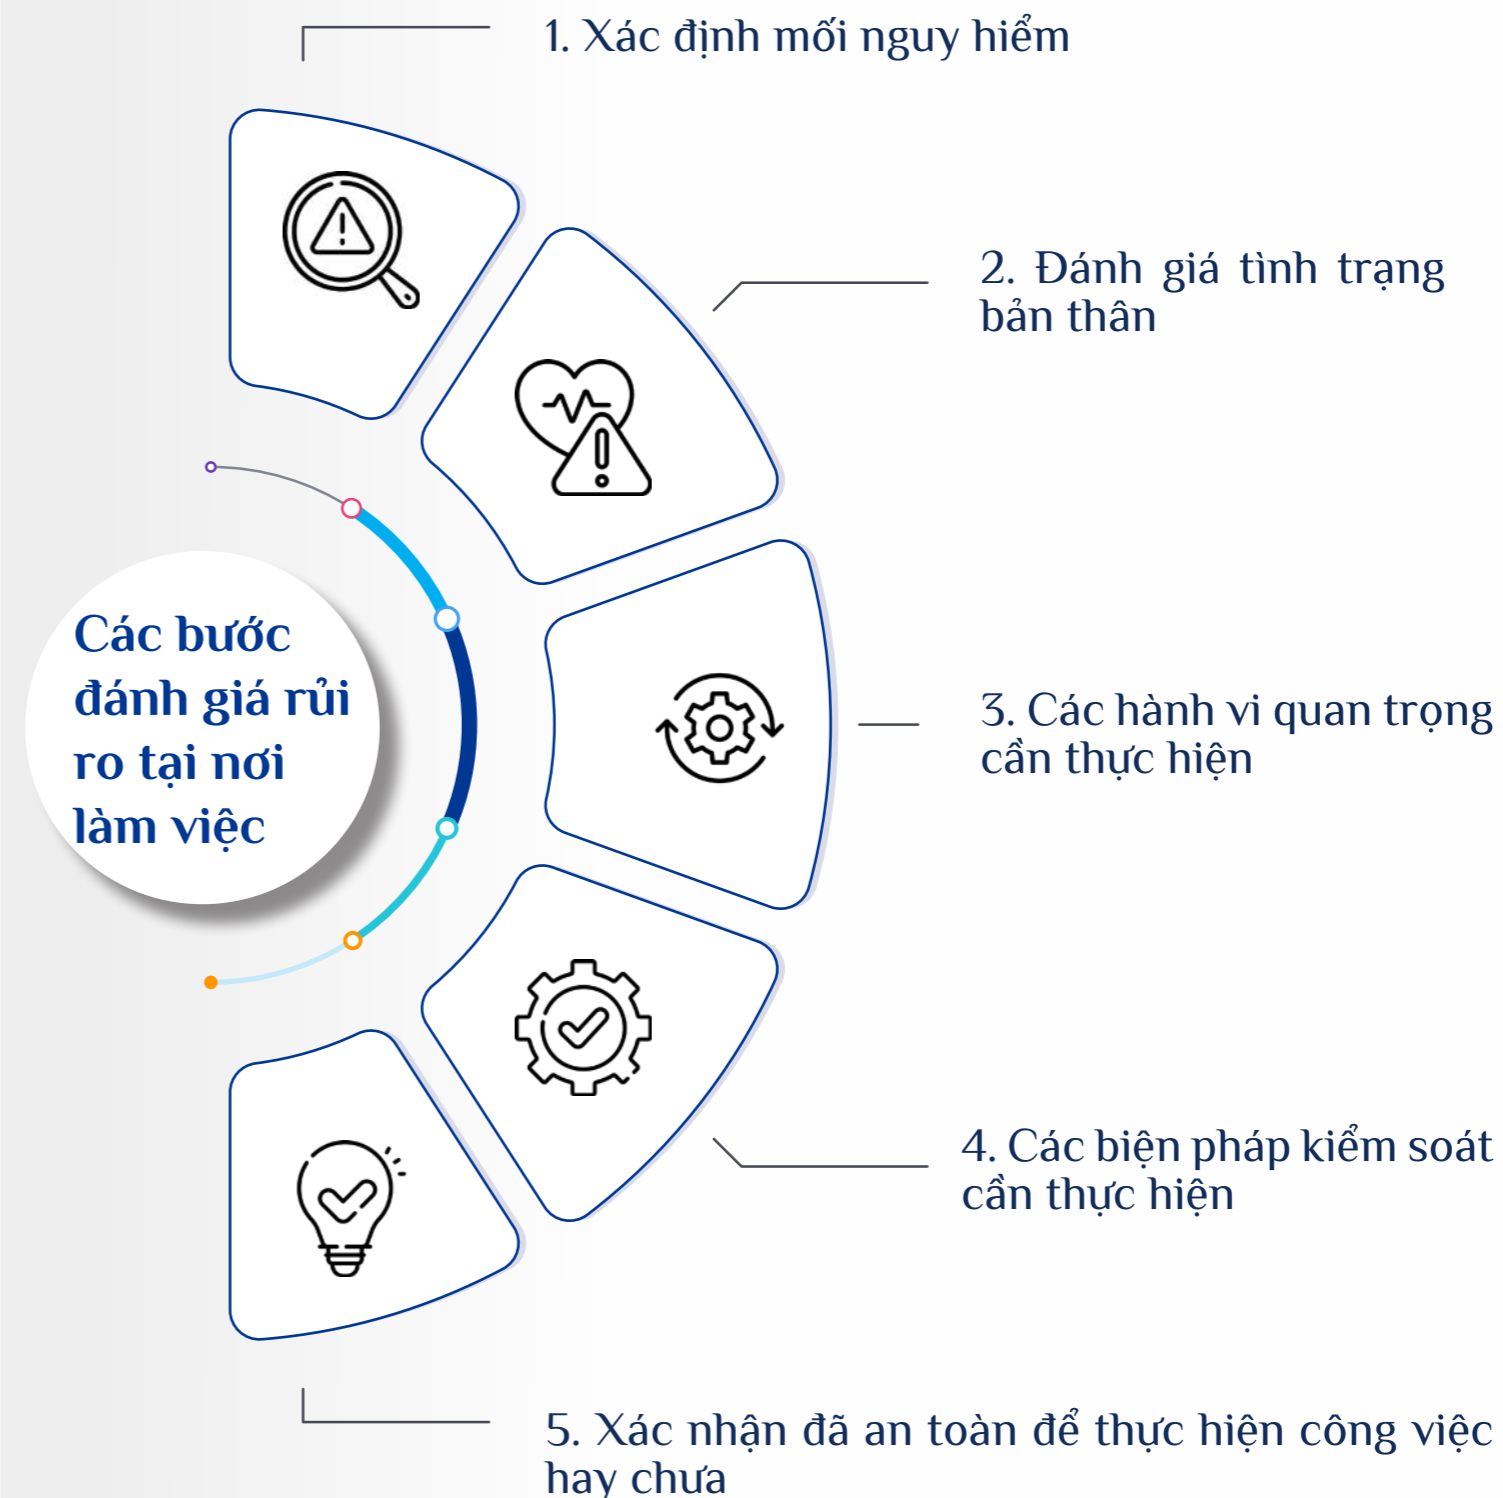 1. Xác định mối nguy hiểm
2. Đánh giá tình trạng
bản thân
Các bước
đánh giá rủi
ro tại nơi
làm việc
3. Các hành vi quan trọng
cần thực hiện
4. Các biện pháp kiểm soát
cần thực hiện
5. Xác nhận đã an toàn để thực hiện công việc
hay chưa